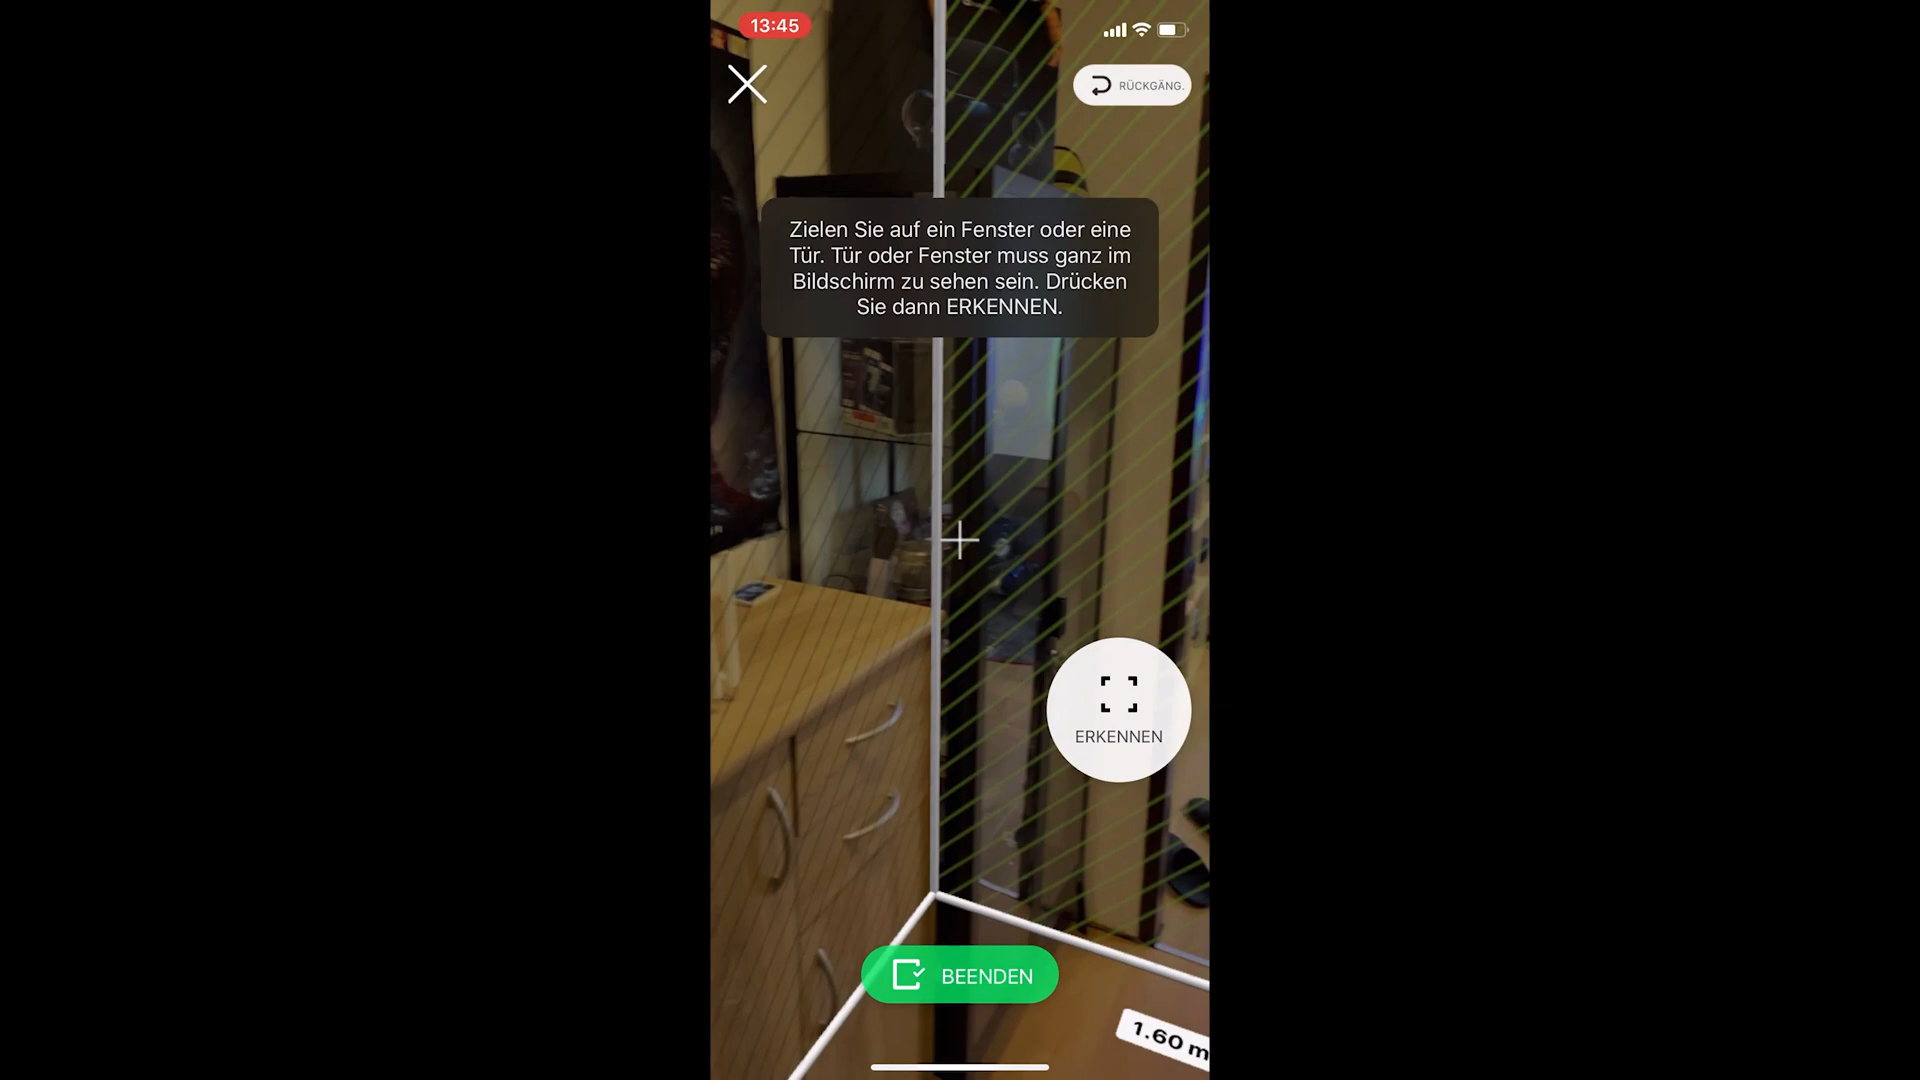 13:45
RÜCKGÄNG.
Zielen Sie auf ein Fenster oder eine
Tür. Tür oder Fenster muss ganz im
Bildschirm zu sehen sein. Drücken
Sie dann ERKENNEN.
ERKENNEN
BEENDEN
1.60 m